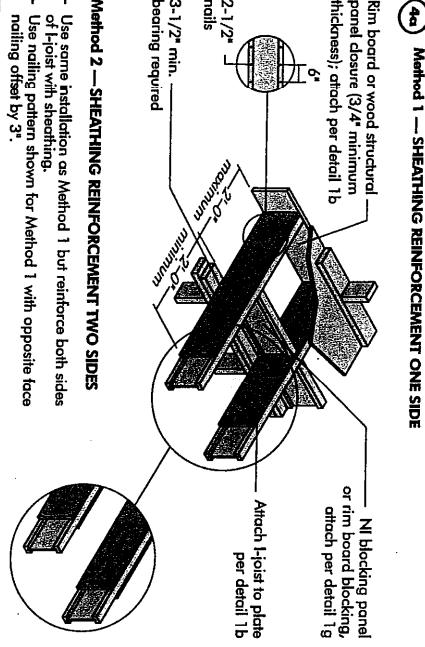 4a Method 1 — SHEATHING REINFORCEMENT ONE SIDE
Rim board or wood structural
panel closure (3/4" minimum
thickness); attach per detail 1b
6"
2-1/2"
nails
3-1/2" min.
bearing required
2'-0"
maximum
2'-0"
minimum
NI blocking panel
or rim board blocking,
attach per detail 1g
Attach I-joist to plate
per detail 1b
Method 2 — SHEATHING REINFORCEMENT TWO SIDES
- Use same installation as Method 1 but reinforce both sides
of I-joist with sheathing.
- Use nailing pattern shown for Method 1 with opposite face
nailing offset by 3".